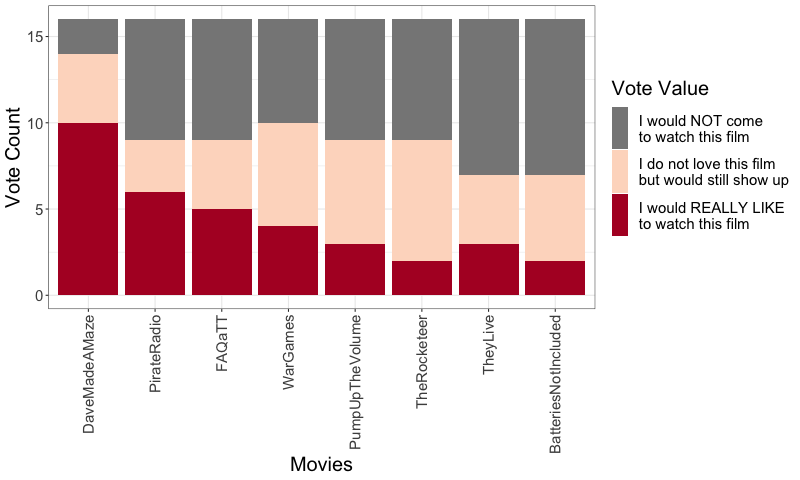 Vote Count
15
10
5
0
DaveMadeAMaze
PirateRadio
FAQaTT
WarGames
PumpUpTheVolume
TheRocketeer
TheyLive
BatteriesNotIncluded
Movies
Vote Value
I would NOT come
to watch this film
I do not love this film
but would still show up
I would REALLY LIKE
to watch this film